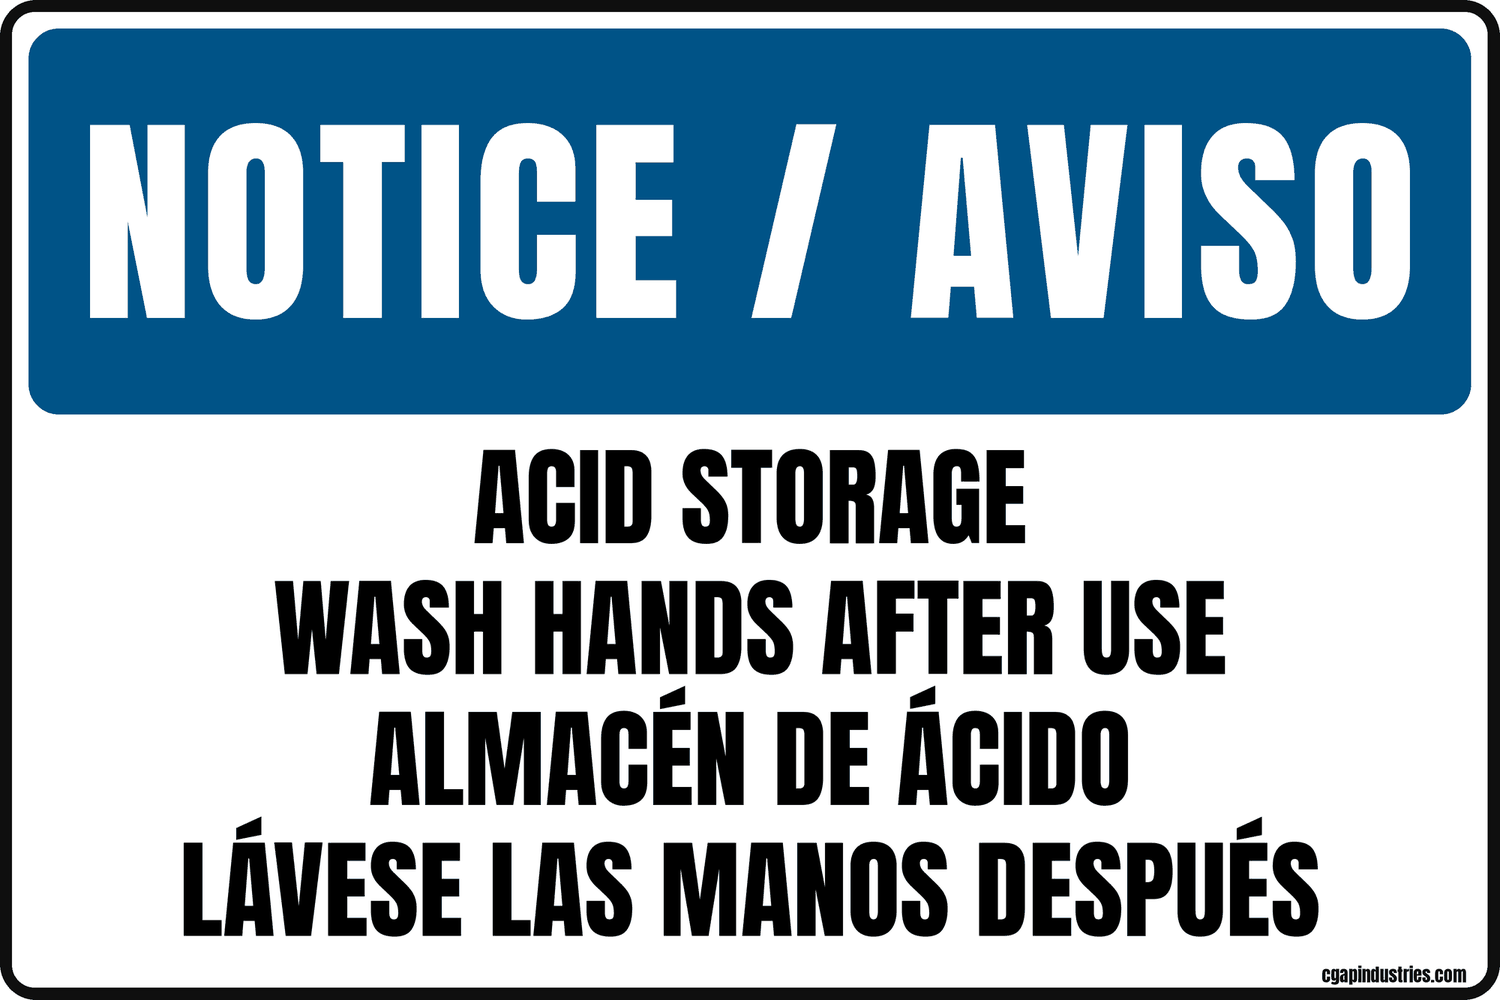 NOTICE / AVISO
ACID STORAGE
WASH HANDS AFTER USE
ALMACÉN DE ÁCIDO
LÁVESE LAS MANOS DESPUÉS
cgapindustries.com